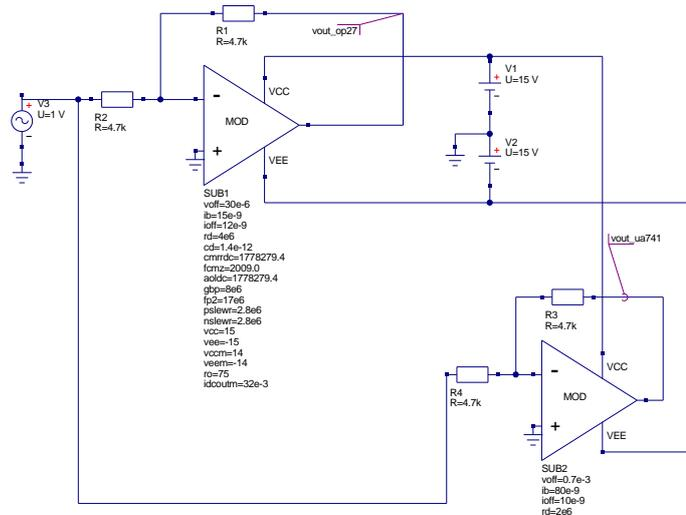 R1
R=4.7k
vout_op27
V3
U=1 V
R2
R=4.7k
VCC
-
MOD
+
VEE
V1
U=15 V
V2
U=15 V
SUB1
voff=30e-6
ib=15e-9
ioff=12e-9
rd=4e6
cd=1.4e-12
cmrrdc=1778279.4
fcmz=2009.0
aoldc=1778279.4
gbp=8e6
fp2=17e6
pslewr=2.8e6
nslewr=2.8e6
vcc=15
vee=-15
vccm=14
veem=-14
ro=75
idcoutm=32e-3
vout_ua741
R3
R=4.7k
R4
R=4.7k
VCC
-
MOD
+
VEE
SUB2
voff=0.7e-3
ib=80e-9
ioff=10e-9
rd=2e6